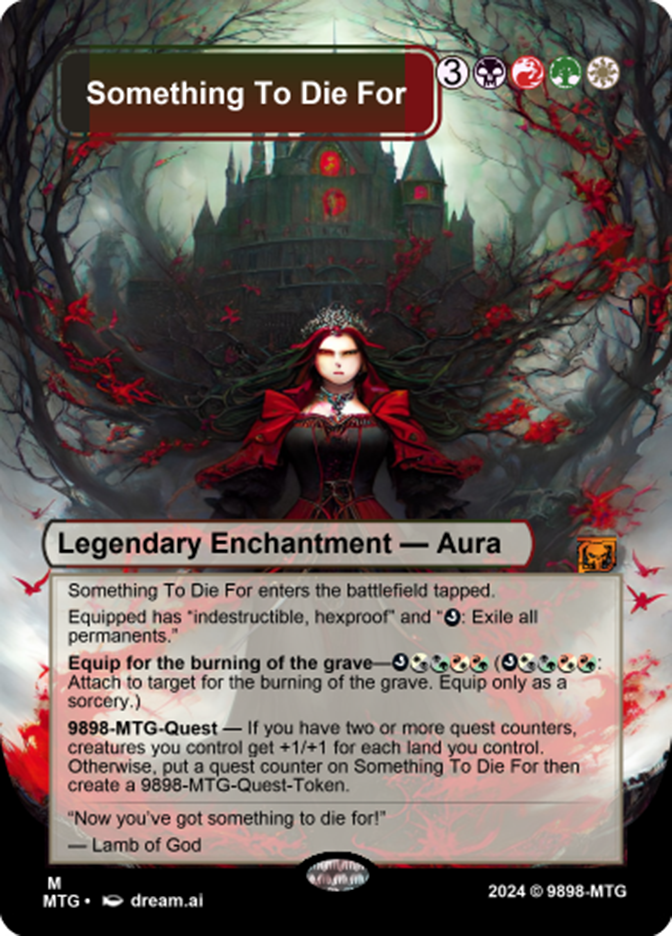 Something To Die For 3
Legendary Enchantment — Aura
Something To Die For enters the battlefield tapped.
Equipped has “indestructible, hexproof” and “: Exile all
permanents.”
Equip for the burning of the grave— (:
Attach to target for the burning of the grave. Equip only as a
sorcery.)
9898-MTG-Quest — If you have two or more quest counters,
creatures you control get +1/+1 for each land you control.
Otherwise, put a quest counter on Something To Die For then
create a 9898-MTG-Quest-Token.
“Now you’ve got something to die for!”
— Lamb of God
M
MTG • dream.ai
2024 © 9898-MTG